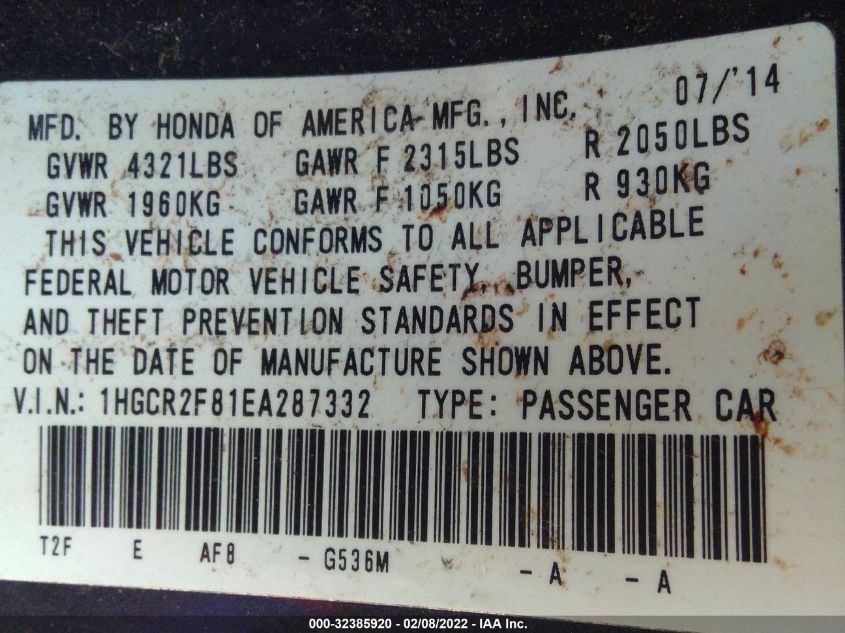 07/'14
MFD. BY HONDA OF AMERICA MFG., INC.
GVWR 4321LBS GAWR F 2315LBS R 2050LBS
GVWR 1960KG GAWR F 1050KG R 930KG
THIS VEHICLE CONFORMS TO ALL APPLICABLE
FEDERAL MOTOR VEHICLE SAFETY, BUMPER,
AND THEFT PREVENTION STANDARDS IN EFFECT
ON THE DATE OF MANUFACTURE SHOWN ABOVE.
V.I.N.: 1HGCR2F81EA287332 TYPE: PASSENGER CAR
T2F E AF8 - G536M - A - A
000-32385920 - 02/08/2022 - IAA Inc.